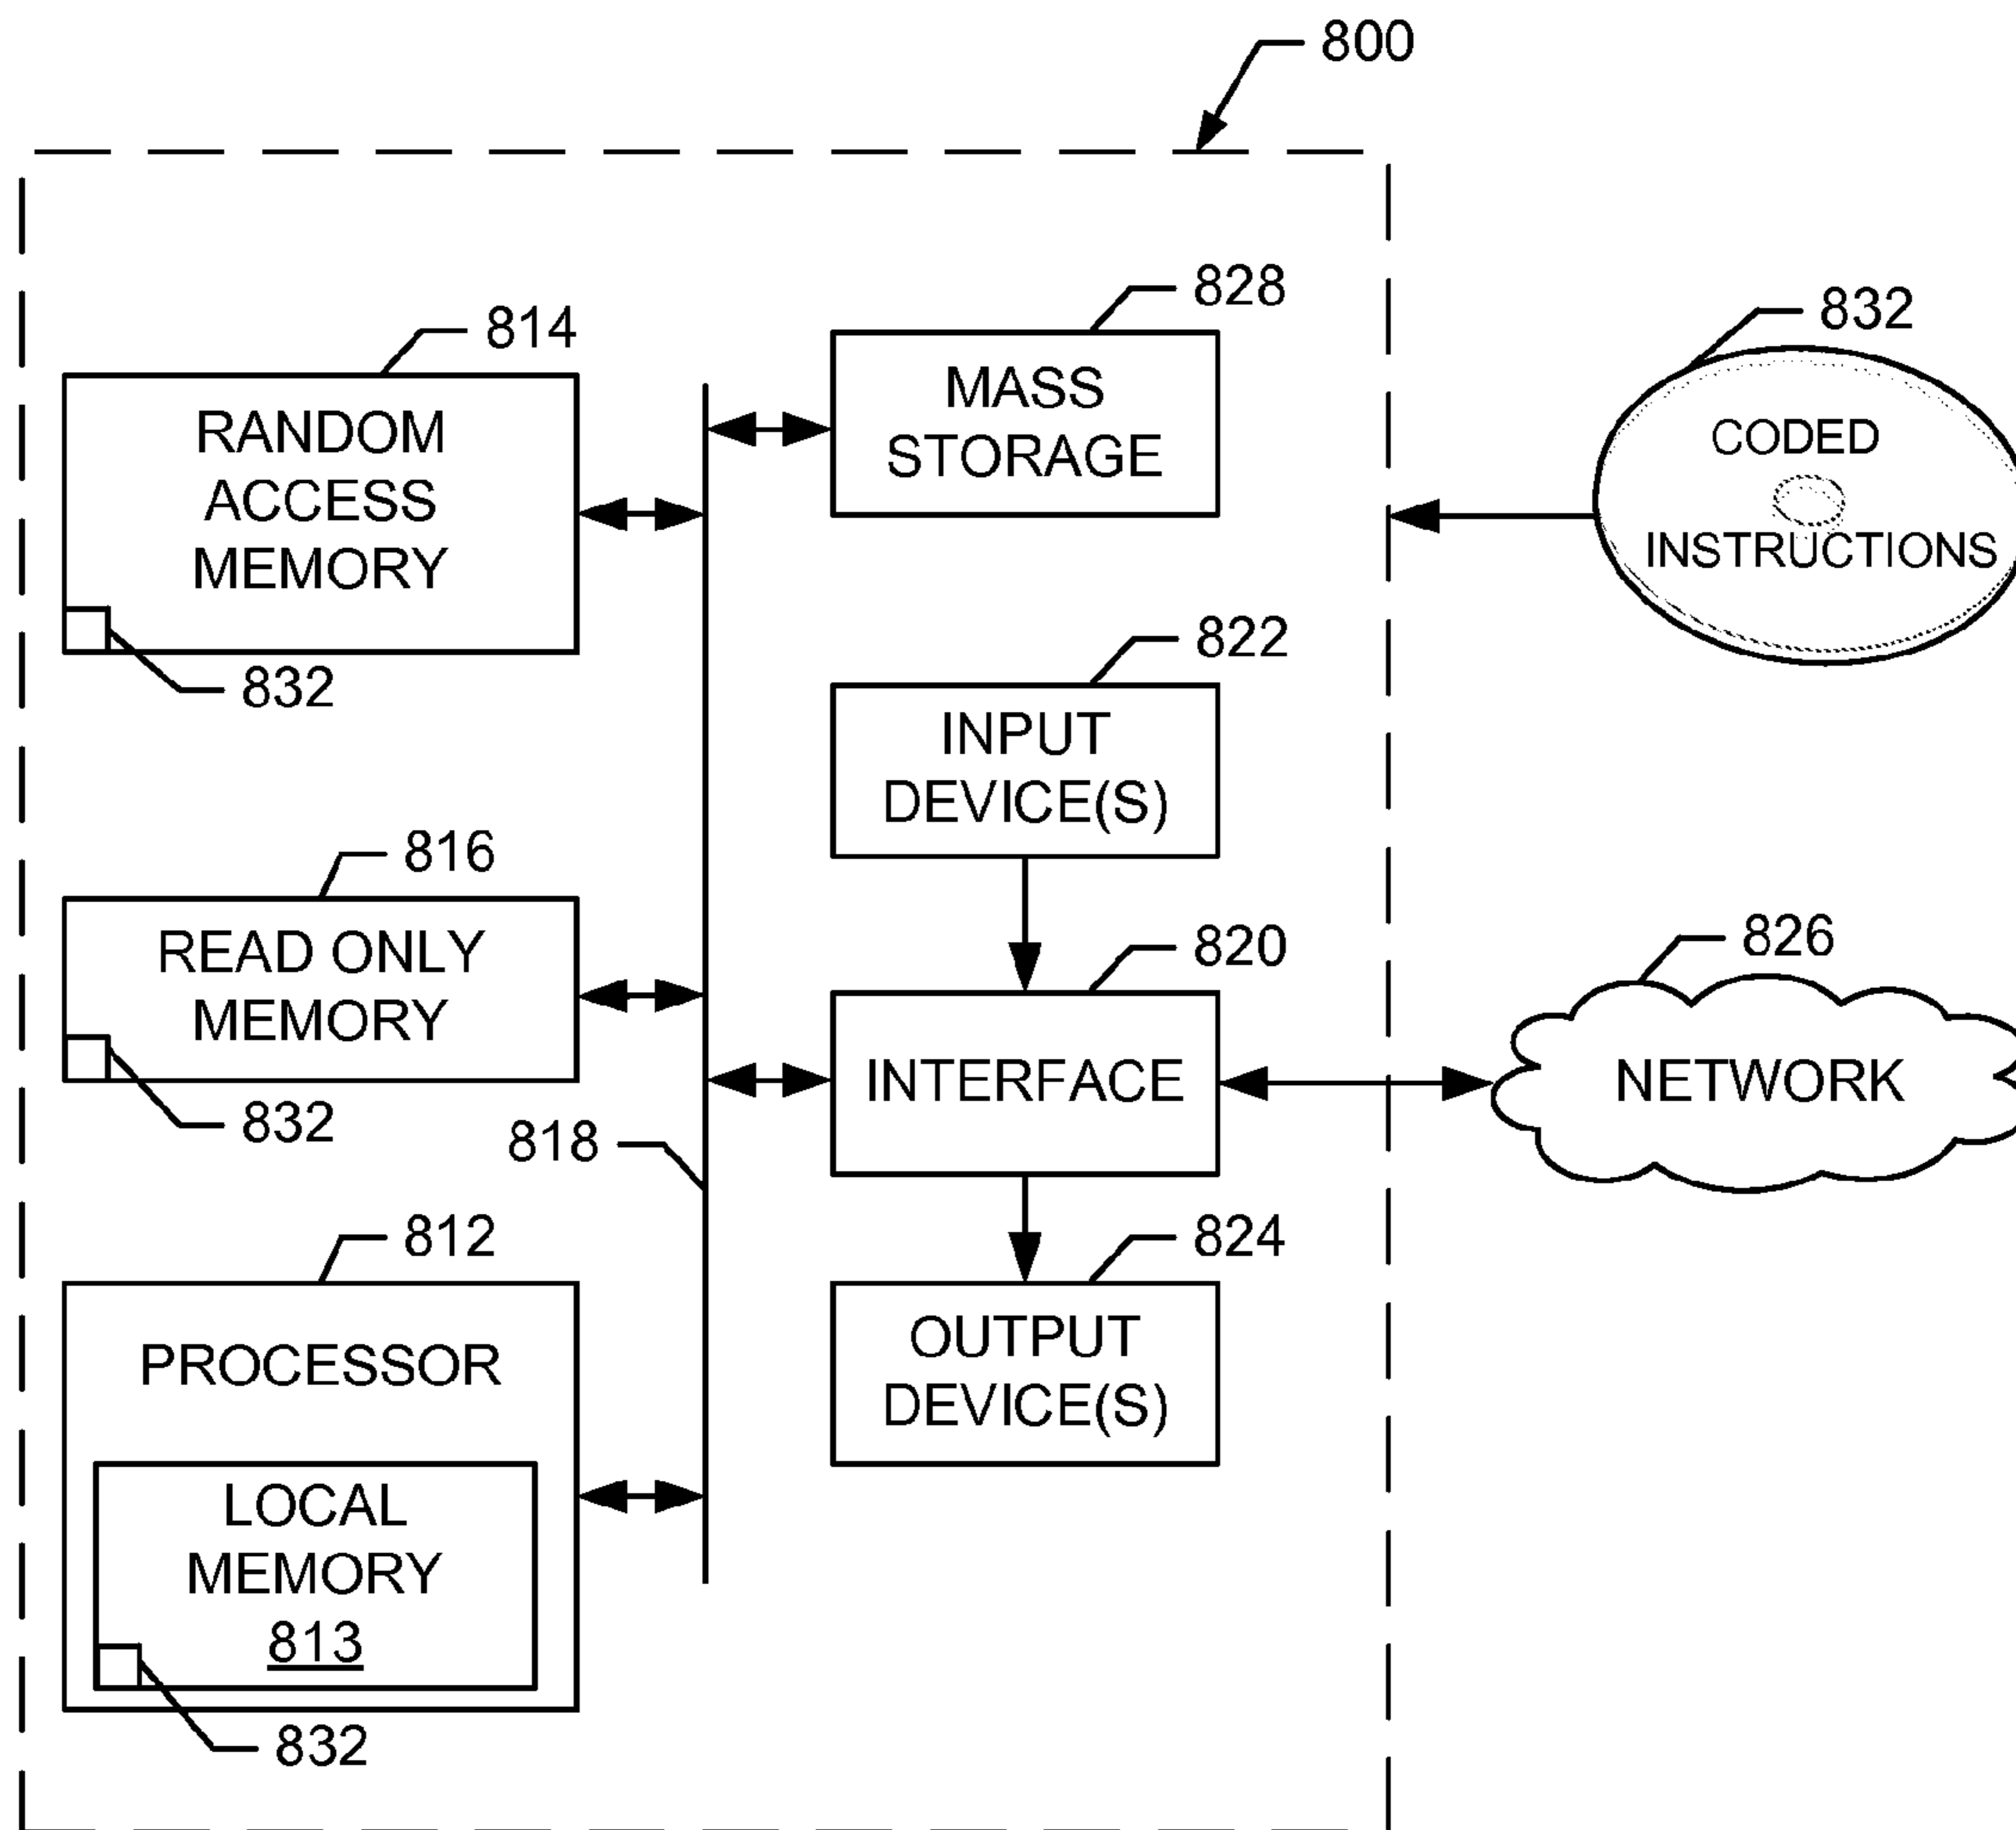 800
828
832
814
MASS
STORAGE
RANDOM
ACCESS
MEMORY
CODED
INSTRUCTIONS
832
822
INPUT
DEVICE(S)
816
READ ONLY
MEMORY
820
826
INTERFACE
NETWORK
832
818
812
824
PROCESSOR
OUTPUT
DEVICE(S)
LOCAL
MEMORY
813
832